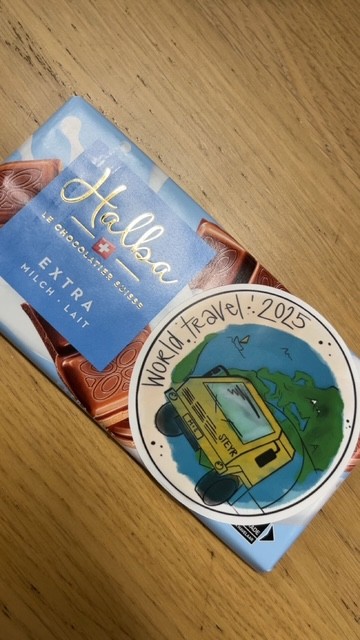 Halba
LE CHOCOLATIER SUISSE
EXTRA
MILCH . LAIT
World.travel! 2025
STEYR